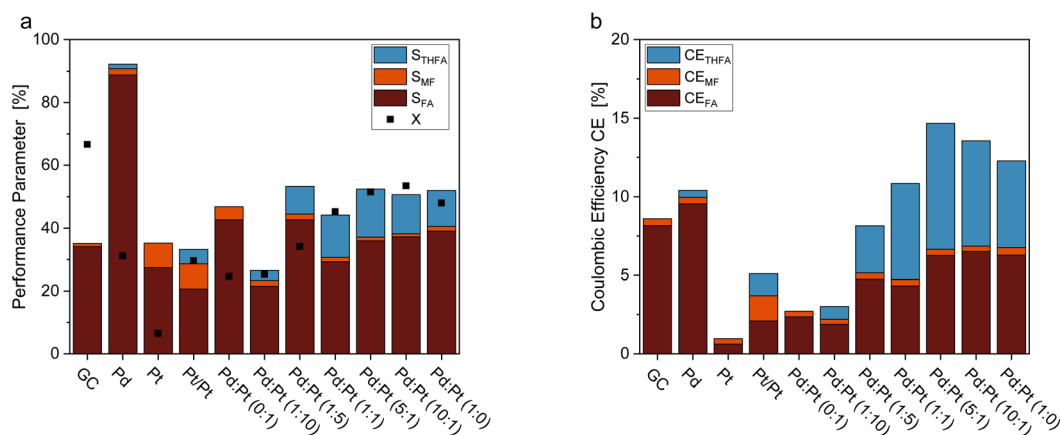 a
Performance Parameter [%]
100
80
60
40
20
0
S_THFA
S_MF
S_FA
X
GC
Pd
Pt
Pt/Pt
Pd:Pt (0:1)
Pd:Pt (1:10)
Pd:Pt (1:5)
Pd:Pt (1:1)
Pd:Pt (5:1)
Pd:Pt (10:1)
Pd:Pt (1:0)
b
Coulombic Efficiency CE [%]
20
15
10
5
0
CE_THFA
CE_MF
CE_FA
GC
Pd
Pt
Pt/Pt
Pd:Pt (0:1)
Pd:Pt (1:10)
Pd:Pt (1:5)
Pd:Pt (1:1)
Pd:Pt (5:1)
Pd:Pt (10:1)
Pd:Pt (1:0)